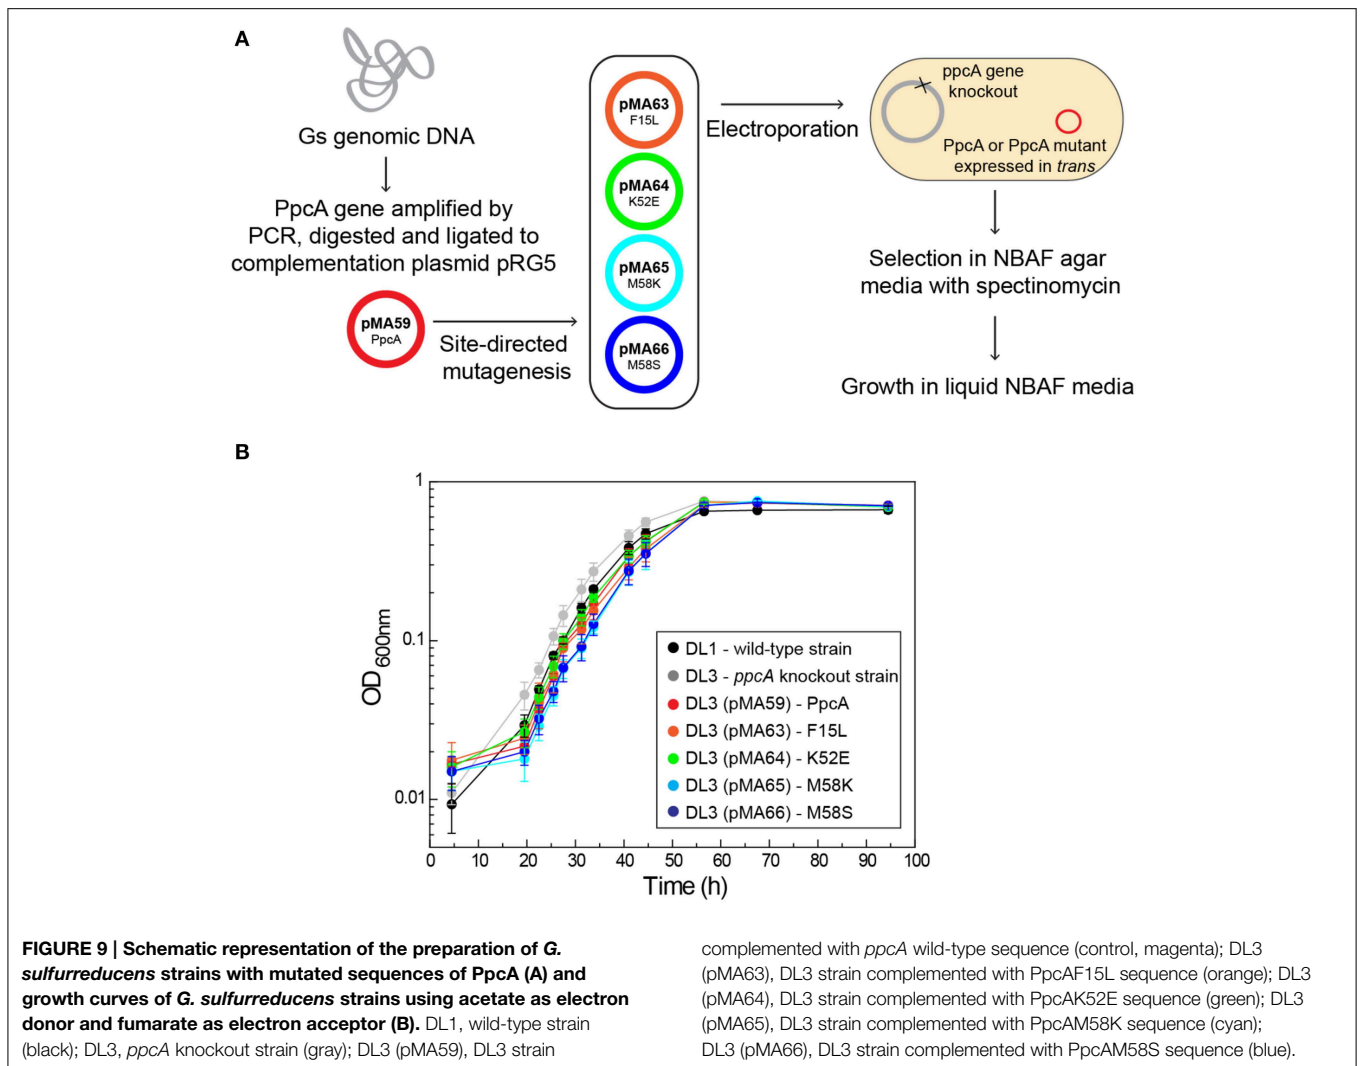 A
Gs genomic DNA
PpcA gene amplified by
PCR, digested and ligated to
complementation plasmid pRG5
pMA59
PpcA
Site-directed
mutagenesis
pMA63
F15L
pMA64
K52E
pMA65
M58K
pMA66
M58S
Electroporation
ppcA gene
knockout
PpcA or PpcA mutant
expressed in trans
Selection in NBAF agar
media with spectinomycin
Growth in liquid NBAF media
B
1
0.1
0.01
OD600nm
0 10 20 30 40 50 60 70 80 90 100
Time (h)
DL1 - wild-type strain
DL3 - ppcA knockout strain
DL3 (pMA59) - PpcA
DL3 (pMA63) - F15L
DL3 (pMA64) - K52E
DL3 (pMA65) - M58K
DL3 (pMA66) - M58S
FIGURE 9 | Schematic representation of the preparation of G.
sulfurreducens strains with mutated sequences of PpcA (A) and
growth curves of G. sulfurreducens strains using acetate as electron
donor and fumarate as electron acceptor (B). DL1, wild-type strain
(black); DL3, ppcA knockout strain (gray); DL3 (pMA59), DL3 strain
complemented with ppcA wild-type sequence (control, magenta); DL3
(pMA63), DL3 strain complemented with PpcAF15L sequence (orange); DL3
(pMA64), DL3 strain complemented with PpcAK52E sequence (green); DL3
(pMA65), DL3 strain complemented with PpcAM58K sequence (cyan);
DL3 (pMA66), DL3 strain complemented with PpcAM58S sequence (blue).